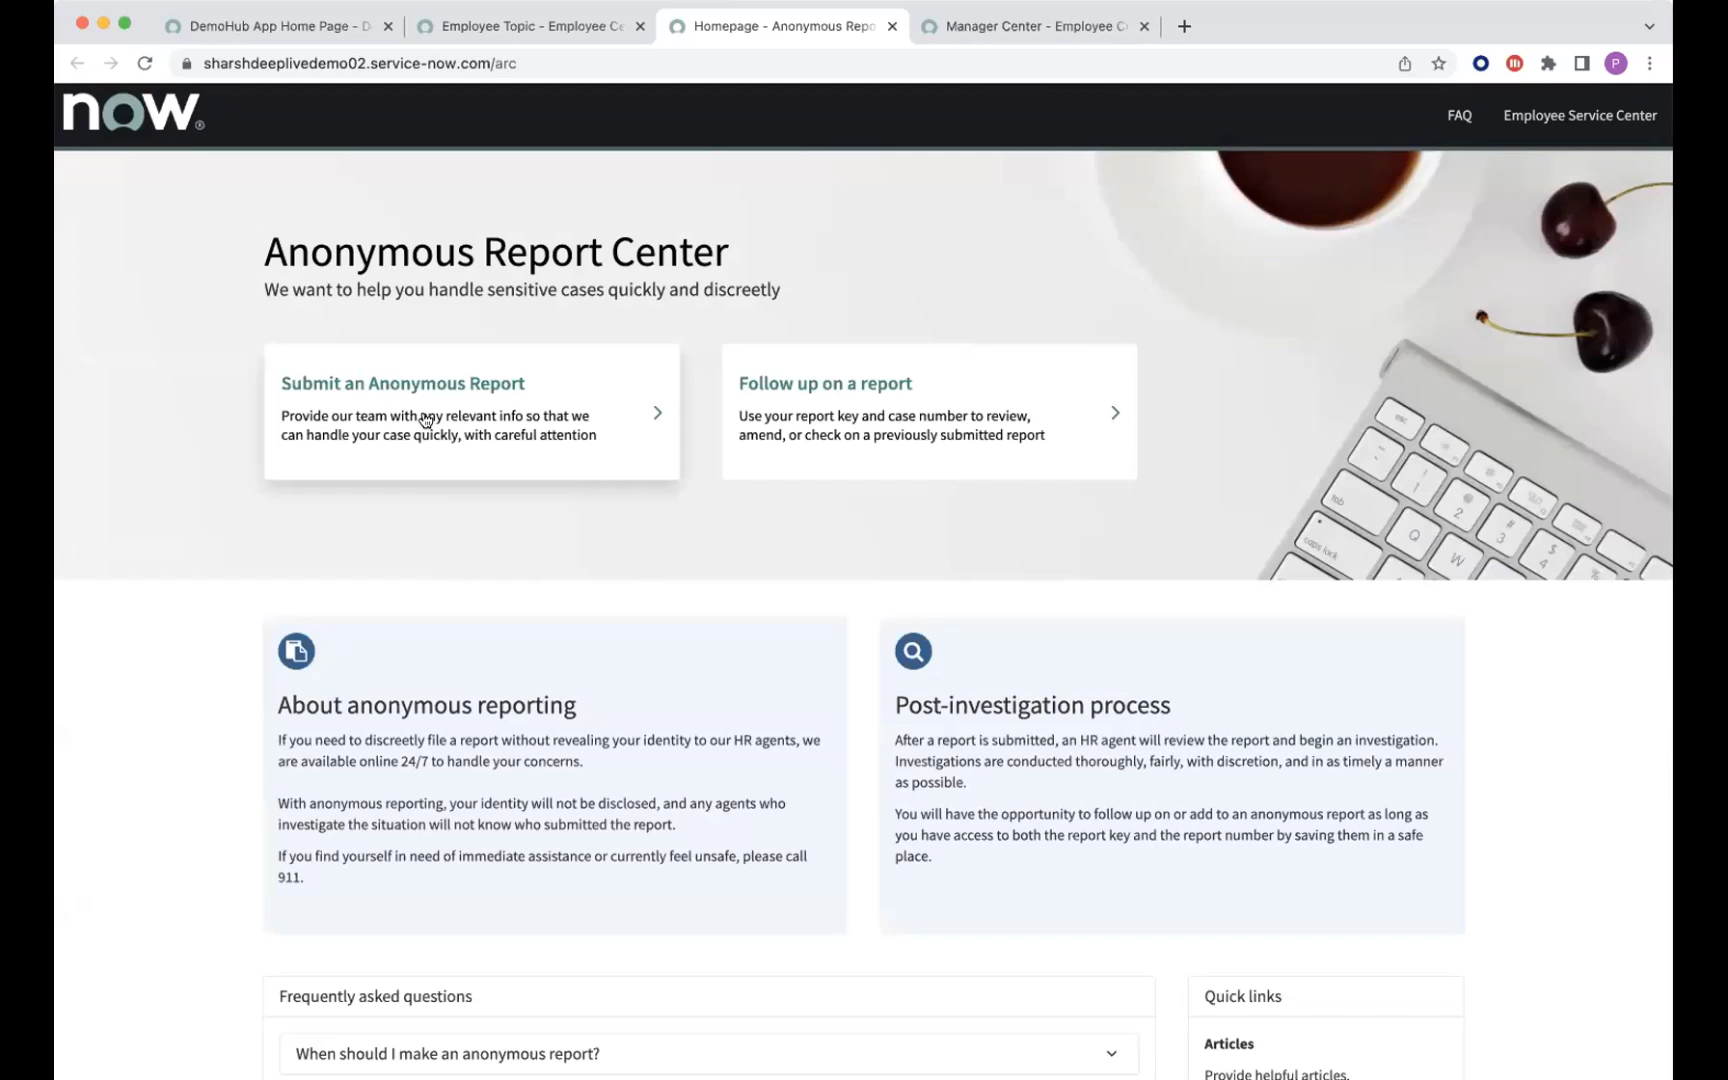 DemoHub App Home Page - D
Employee Topic - Employee Ce
Homepage - Anonymous Repo
Manager Center - Employee C
sharshdeeplivedemo02.service-now.com/arc
P
now®
FAQ
Employee Service Center
Anonymous Report Center
We want to help you handle sensitive cases quickly and discreetly
Submit an Anonymous Report
Provide our team with any relevant info so that we
can handle your case quickly, with careful attention
Follow up on a report
Use your report key and case number to review,
amend, or check on a previously submitted report
esc
tab
caps lock
Q
W
1
@
2
#
3
$
4
About anonymous reporting
If you need to discreetly file a report without revealing your identity to our HR agents, we
are available online 24/7 to handle your concerns.
With anonymous reporting, your identity will not be disclosed, and any agents who
investigate the situation will not know who submitted the report.
If you find yourself in need of immediate assistance or currently feel unsafe, please call
911.
Post-investigation process
After a report is submitted, an HR agent will review the report and begin an investigation.
Investigations are conducted thoroughly, fairly, with discretion, and in as timely a manner
as possible.
You will have the opportunity to follow up on or add to an anonymous report as long as
you have access to both the report key and the report number by saving them in a safe
place.
Frequently asked questions
When should I make an anonymous report?
Quick links
Articles
Provide helpful articles.